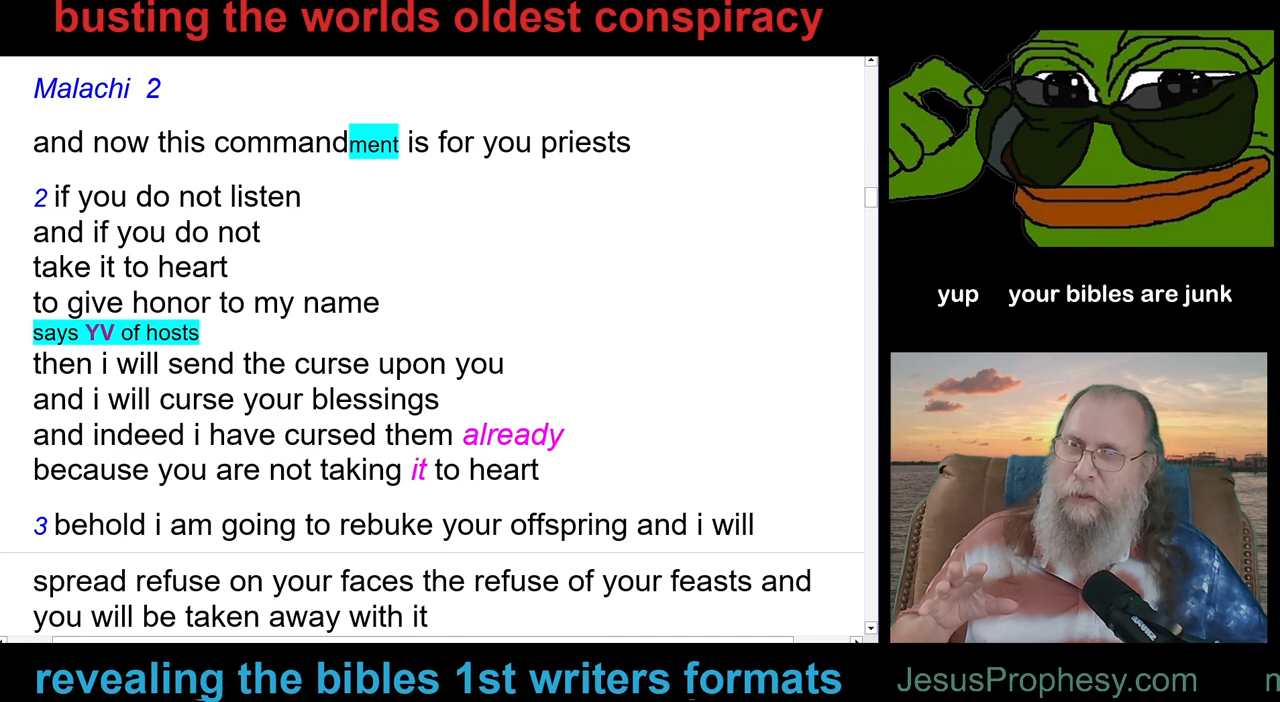 busting the worlds oldest conspiracy
Malachi 2
and now this commandment is for you priests
2 if you do not listen
and if you do not
take it to heart
to give honor to my name
says YV of hosts
then i will send the curse upon you
and i will curse your blessings
and indeed i have cursed them already
because you are not taking it to heart
3 behold i am going to rebuke your offspring and i will
spread refuse on your faces the refuse of your feasts and
you will be taken away with it
yup your bibles are junk
revealing the bibles 1st writers formats
JesusProphesy.com